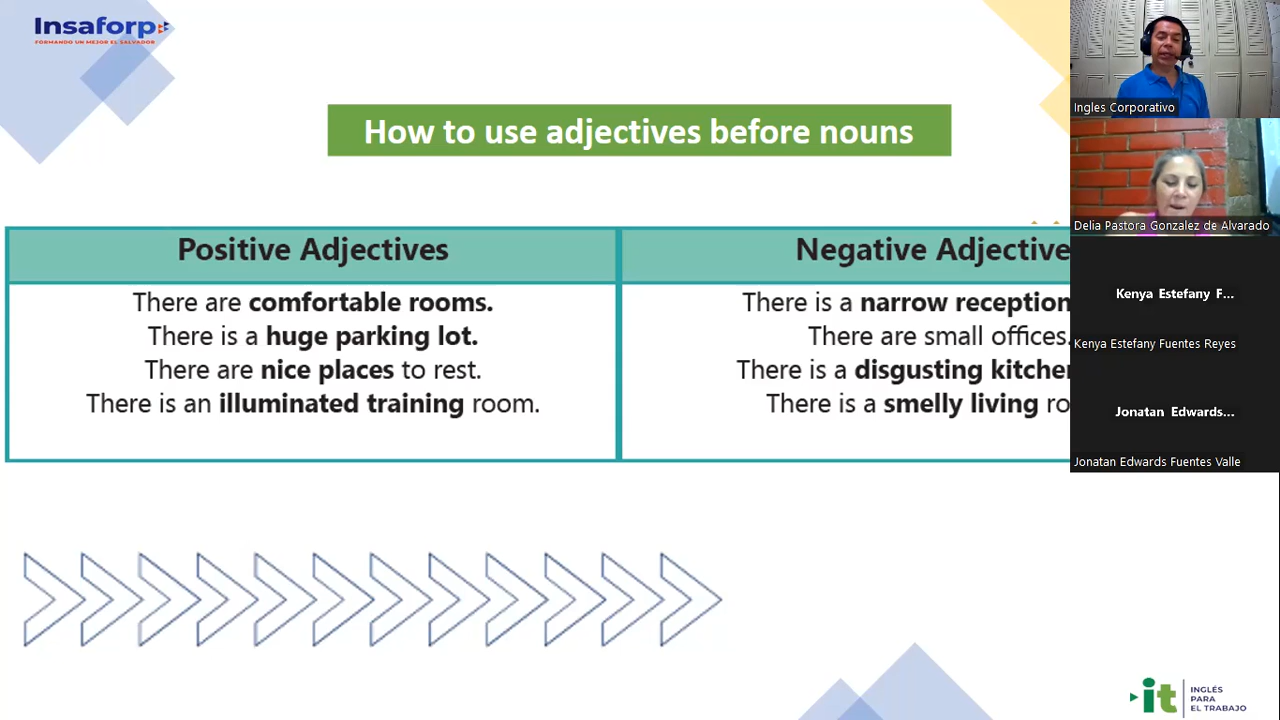 Insaforp
FORMANDO UN MEJOR EL SALVADOR
How to use adjectives before nouns
Positive Adjectives
There are comfortable rooms.
There is a huge parking lot.
There are nice places to rest.
There is an illuminated training room.
Negative Adjective
There is a narrow reception
There are small offices.
There is a disgusting kitchen
There is a smelly living ro
Ingles Corporativo
Delia Pastora Gonzalez de Alvarado
Kenya Estefany F...
Kenya Estefany Fuentes Reyes
Jonatan Edwards...
Jonatan Edwards Fuentes Valle
it
INGLÉS
PARA
EL TRABAJO